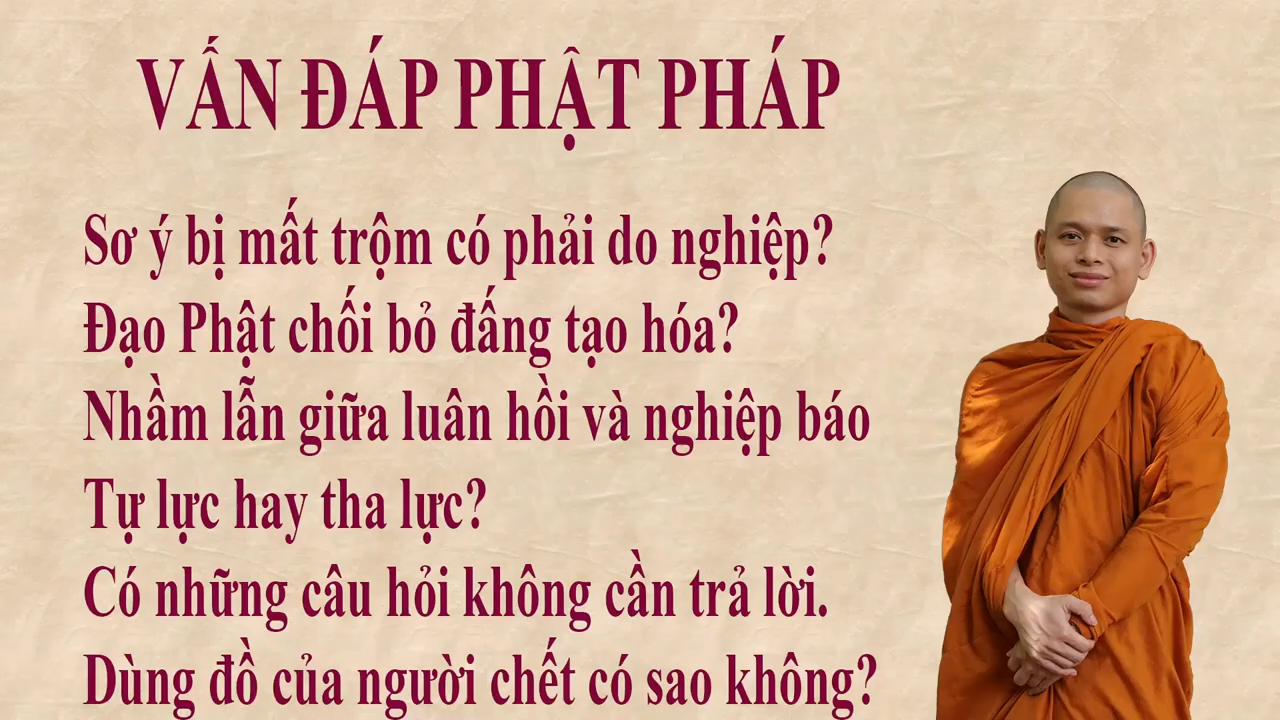 VẤN ĐÁP PHẬT PHÁP
Sơ ý bị mất trộm có phải do nghiệp?
Đạo Phật chối bỏ đấng tạo hóa?
Nhầm lẫn giữa luân hồi và nghiệp báo
Tự lực hay tha lực?
Có những câu hỏi không cần trả lời.
Dùng đồ của người chết có sao không?